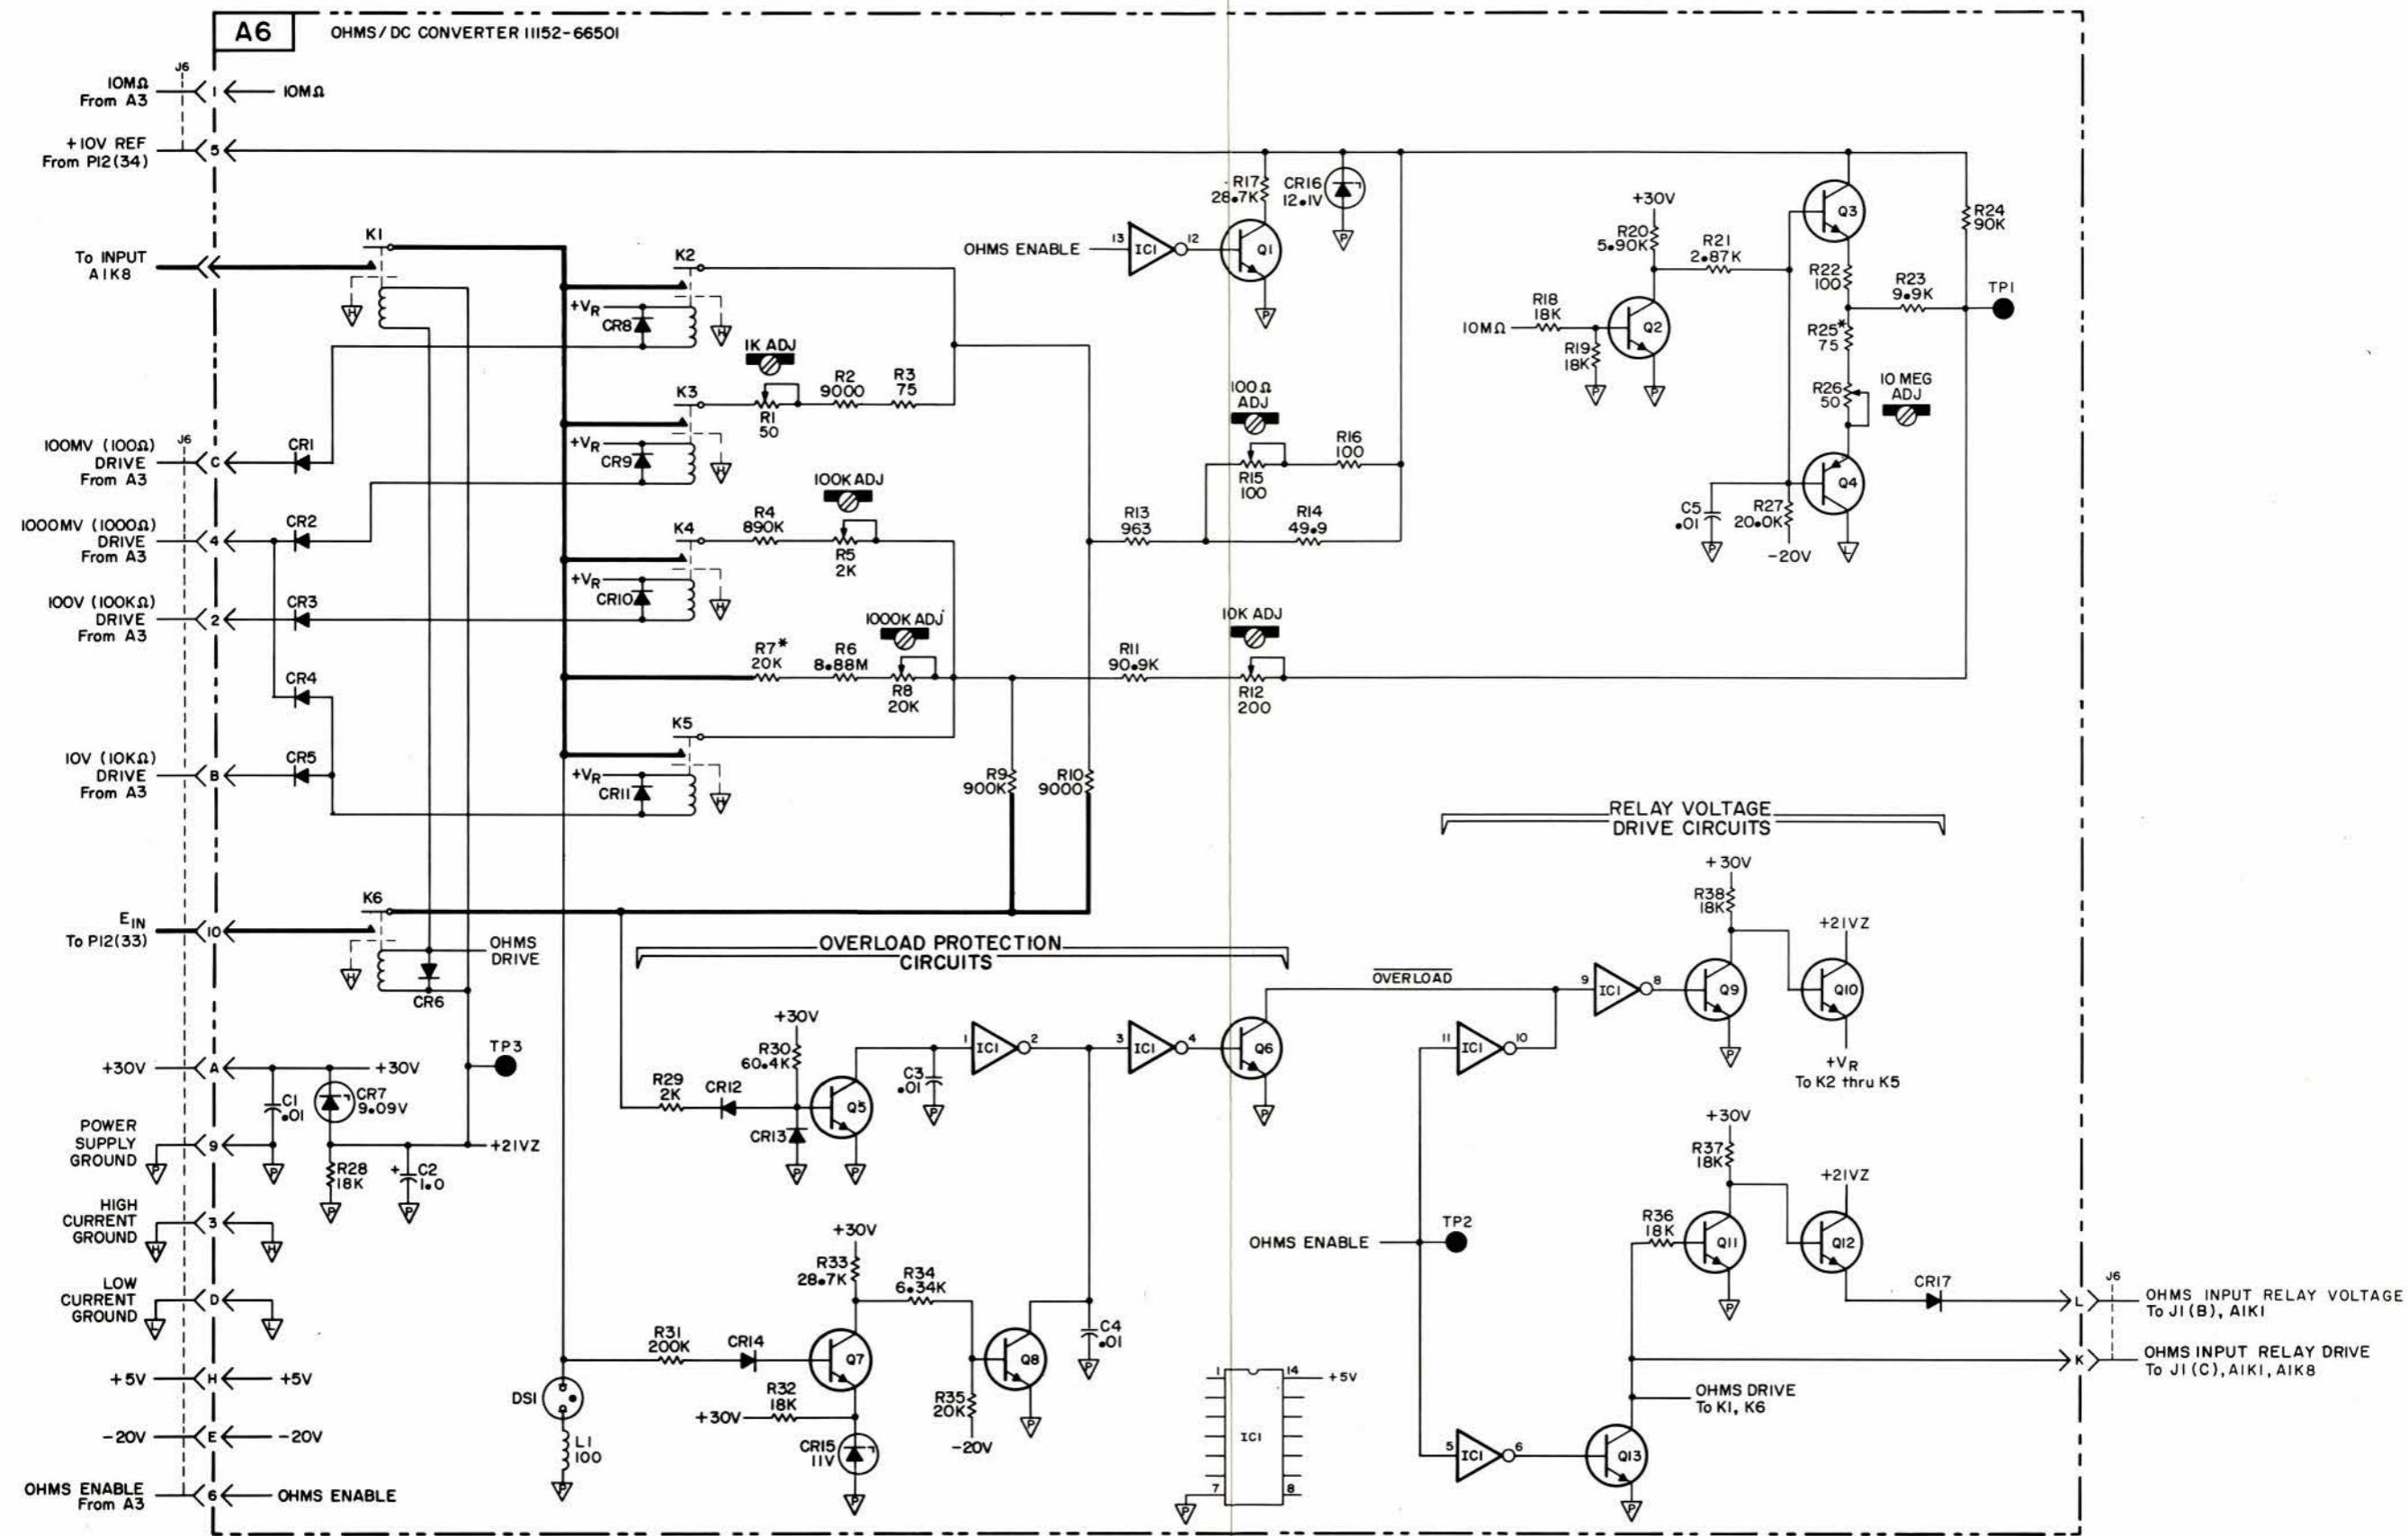 A6
OHMS/DC CONVERTER 11152-66501
J6
10MΩ
From A3
1
10MΩ
+10V REF
From P12(34)
5
To INPUT
A1K8
K1
H
100MV (100Ω)
DRIVE
From A3
J6
C
CR1
1000MV (1000Ω)
DRIVE
From A3
4
CR2
100V (100KΩ)
DRIVE
From A3
2
CR3
CR4
10V (10KΩ)
DRIVE
From A3
B
CR5
EIN
To P12(33)
10
K6
H
OHMS
DRIVE
CR6
+30V
A
+30V
TP3
C1
.01
CR7
9.09V
POWER
SUPPLY
GROUND
P
9
P
+21VZ
R28
18K
P
+
C2
1.0
P
HIGH
CURRENT
GROUND
H
3
H
LOW
CURRENT
GROUND
L
D
L
+5V
H
+5V
-20V
E
-20V
OHMS ENABLE
From A3
6
OHMS ENABLE
K2
+VR
CR8
H
K3
+VR
CR9
H
1K ADJ
R1
50
R2
9000
R3
75
K4
+VR
CR10
H
R4
890K
100K ADJ
R5
2K
R7*
20K
R6
8.88M
1000K ADJ
R8
20K
K5
+VR
CR11
H
R9
900K
R10
9000
R11
90.9K
10K ADJ
R12
200
R13
963
R14
49.9
100Ω
ADJ
R15
100
R16
100
OHMS ENABLE
13
IC1
12
Q1
P
R17
28.7K
CR16
12.1V
P
10MΩ
R18
18K
R19
18K
P
Q2
P
+30V
R20
5.90K
R21
2.87K
Q3
R22
100
R23
9.9K
R24
90K
TP1
R25*
75
R26
50
10 MEG
ADJ
Q4
L
C5
.01
P
R27
20.0K
-20V
OVERLOAD PROTECTION
CIRCUITS
+30V
R30
60.4K
R29
2K
CR12
CR13
P
Q5
P
C3
.01
P
1
IC1
2
3
IC1
4
Q6
P
OVERLOAD
+30V
R33
28.7K
R34
6.34K
R31
200K
CR14
Q7
R32
18K
+30V
CR15
11V
P
Q8
P
R35
20K
-20V
C4
.01
P
DS1
L1
100
P
1
14
+5V
IC1
7
8
P
RELAY VOLTAGE
DRIVE CIRCUITS
+30V
R38
18K
+21VZ
9
IC1
8
Q9
P
Q10
+VR
To K2 thru K5
11
IC1
10
OHMS ENABLE
TP2
+30V
R37
18K
+21VZ
R36
18K
Q11
P
Q12
CR17
L
J6
OHMS INPUT RELAY VOLTAGE
To J1(B), A1K1
K
OHMS INPUT RELAY DRIVE
To J1(C), A1K1, A1K8
OHMS DRIVE
To K1, K6
5
IC1
6
Q13
P